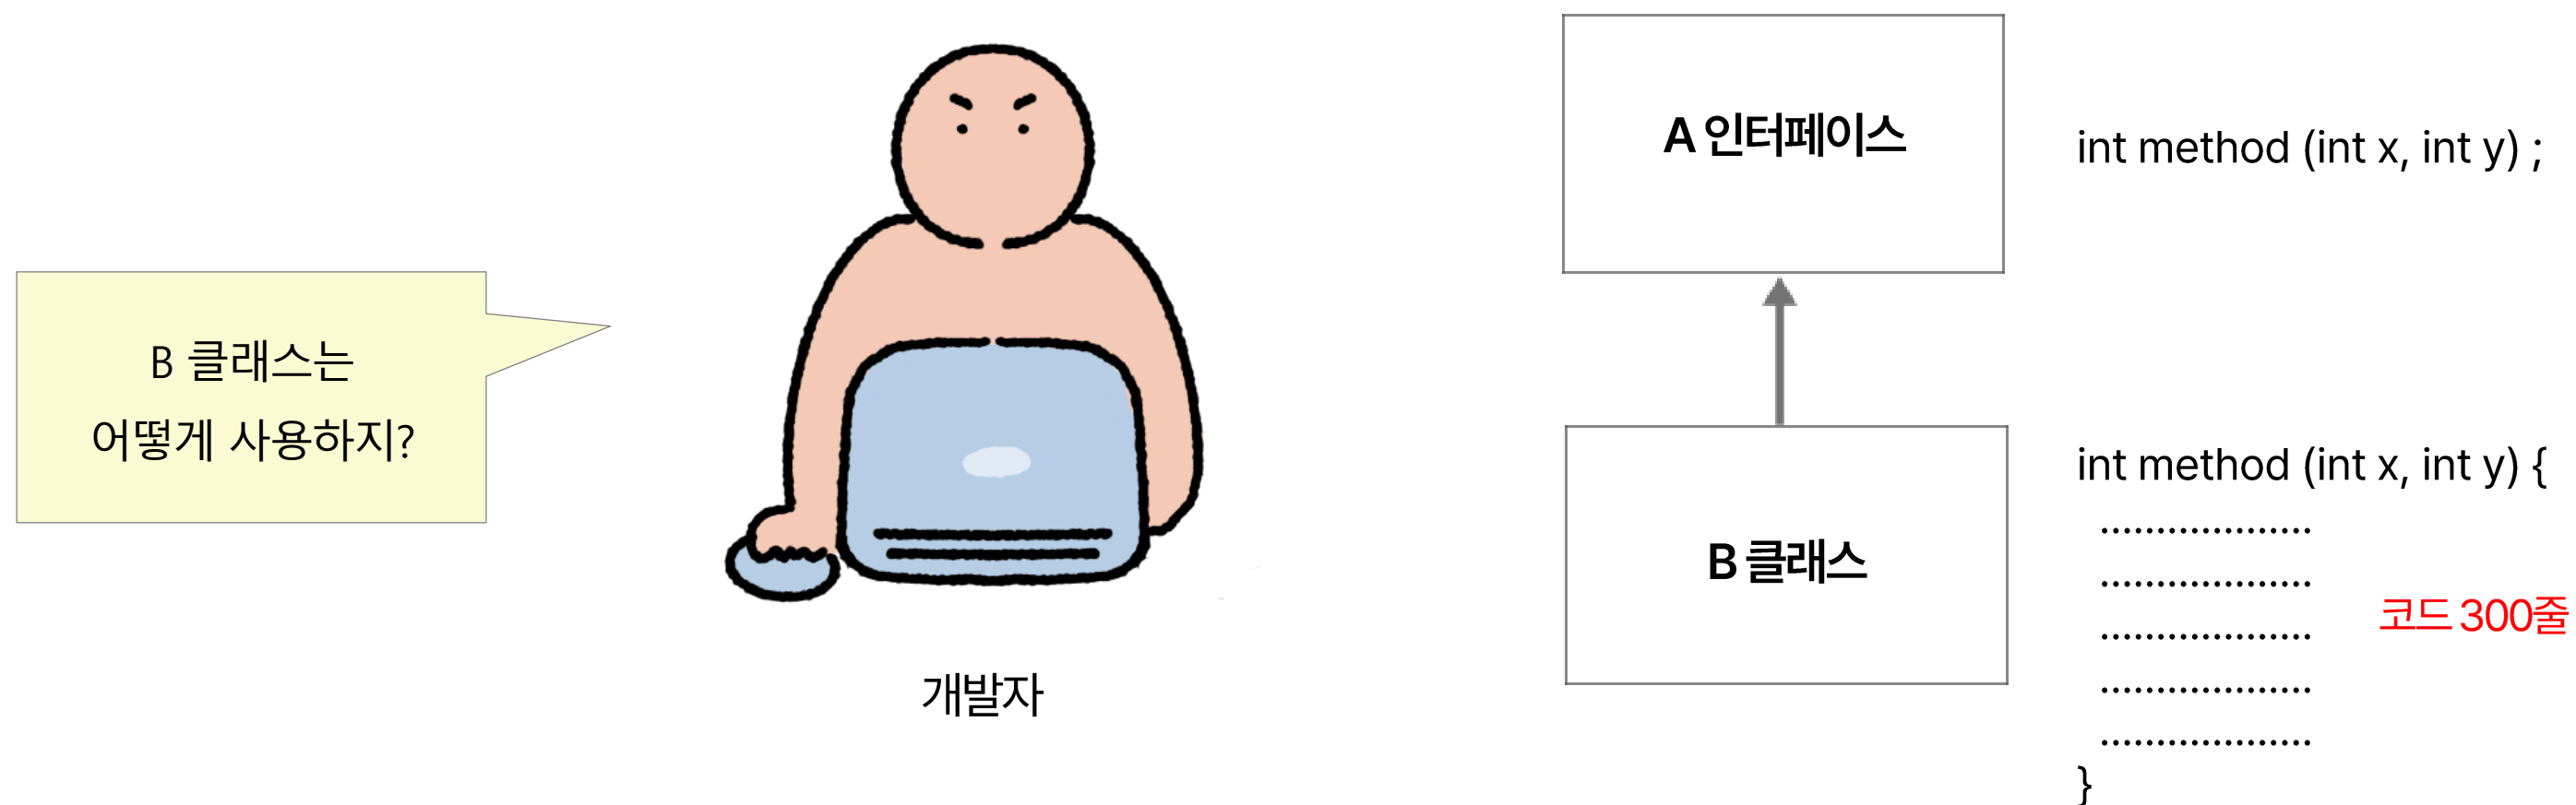 B 클래스는
어떻게 사용하지?
개발자
A 인터페이스
int method (int x, int y) ;
B 클래스
int method (int x, int y) {
...................
...................
...................
...................
...................
}
코드 300줄